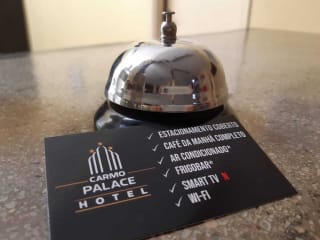 CARMO
PALACE
HOTEL
ESTACIONAMENTO COBERTO
CAFÉ DA MANHÃ COMPLETO
AR CONDICIONADO*
FRIGOBAR*
SMART TV N
WI-FI